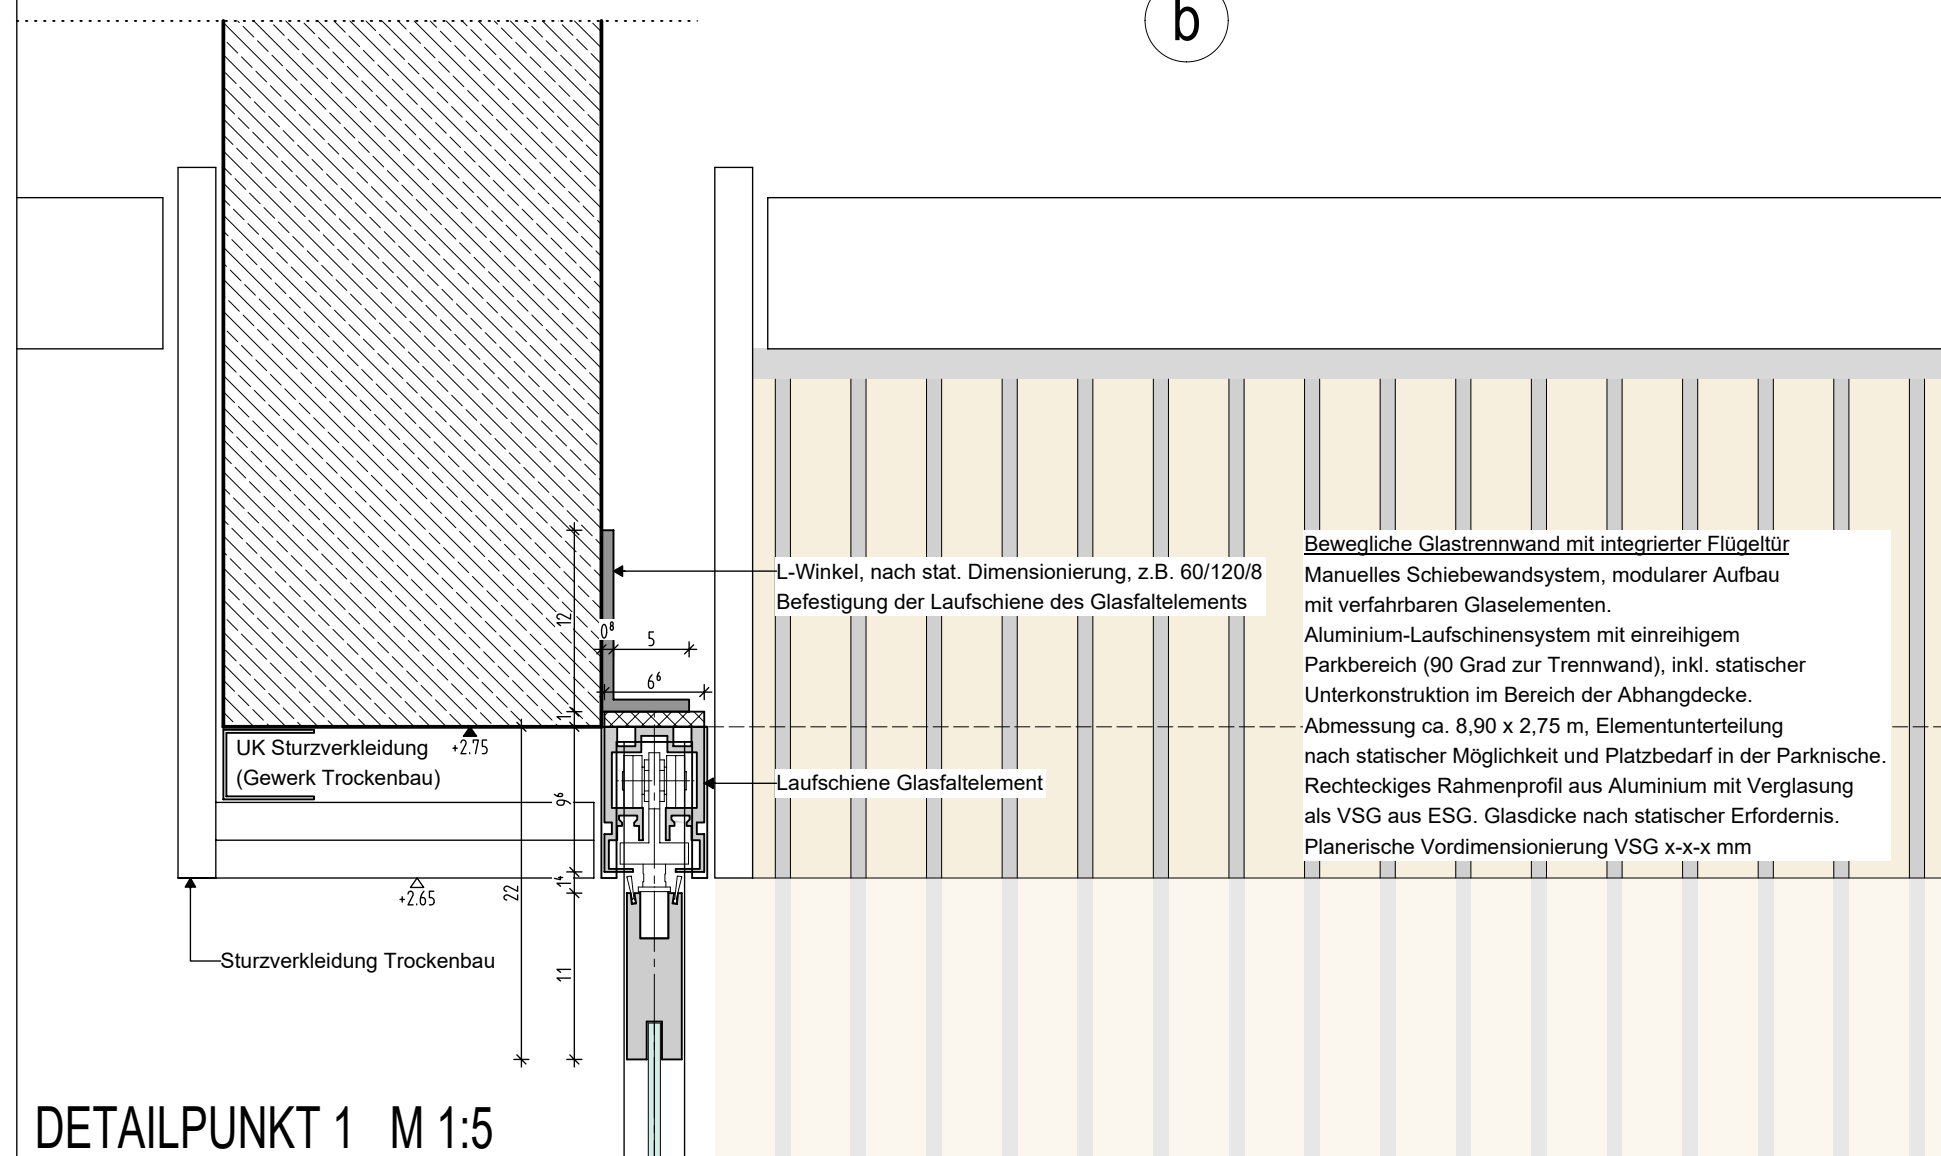 b
L-Winkel, nach stat. Dimensionierung, z.B. 60/120/8
Befestigung der Laufschiene des Glasfaltelements
Bewegliche Glastrennwand mit integrierter Flügeltür
Manuelles Schiebewandsystem, modularer Aufbau
mit verfahrbaren Glaselementen.
Aluminium-Laufschinensystem mit einreihigem
Parkbereich (90 Grad zur Trennwand), inkl. statischer
Unterkonstruktion im Bereich der Abhangdecke.
Abmessung ca. 8,90 x 2,75 m, Elementunterteilung
nach statischer Möglichkeit und Platzbedarf in der Parknische.
Rechteckiges Rahmenprofil aus Aluminium mit Verglasung
als VSG aus ESG. Glasdicke nach statischer Erfordernis.
Planerische Vordimensionierung VSG x-x-x mm
12
0⁸
5
6⁶
1
UK Sturzverkleidung
(Gewerk Trockenbau)
+2.75
Laufschiene Glasfaltelement
9⁶
1⁴
22
+2.65
11
Sturzverkleidung Trockenbau
DETAILPUNKT 1 M 1:5